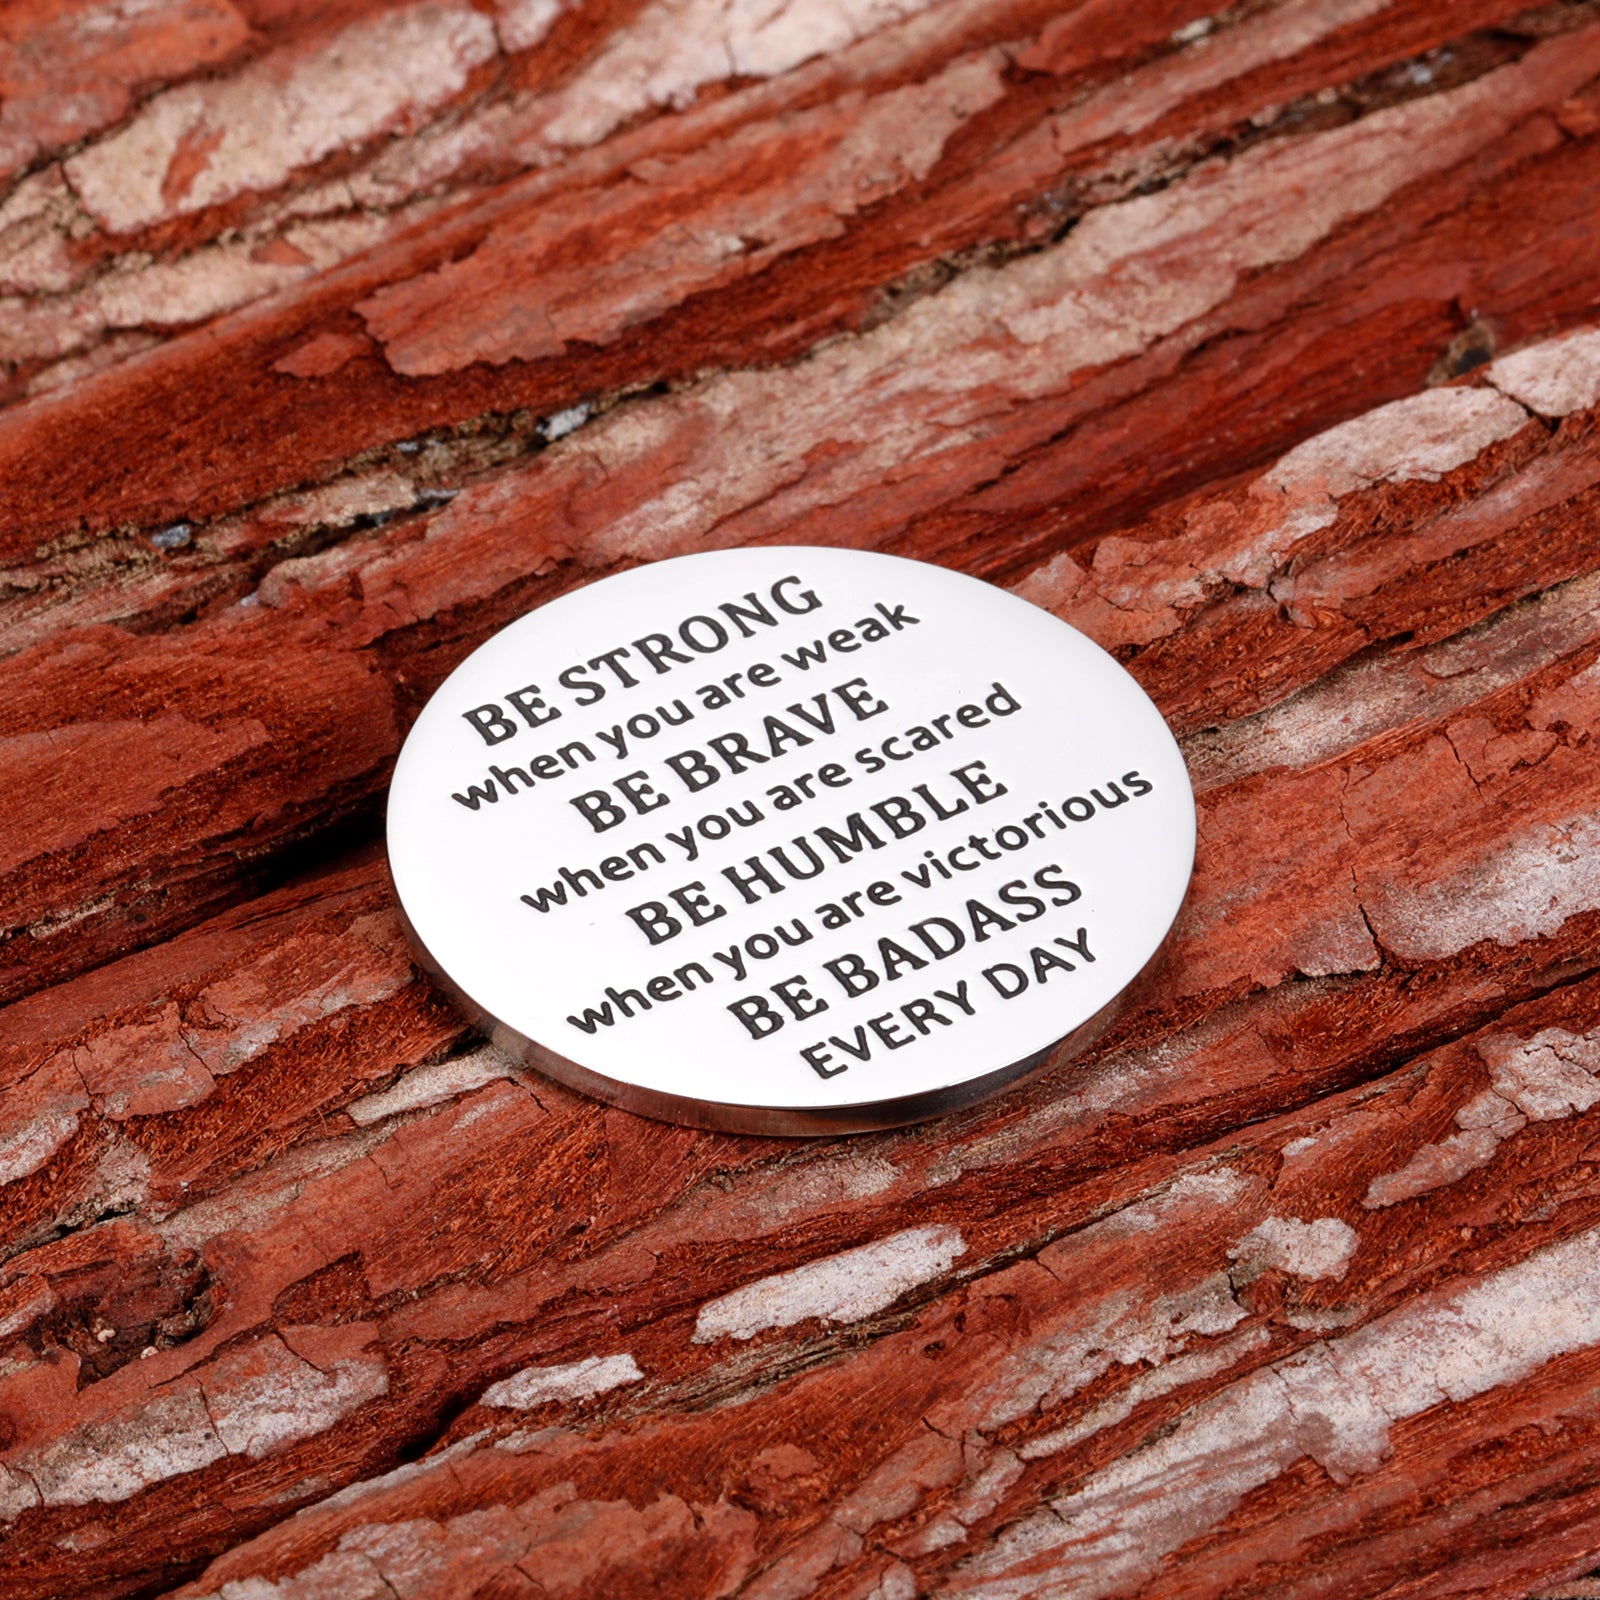 BE STRONG
when you are weak
BE BRAVE
when you are scared
BE HUMBLE
when you are victorious
BE BADASS
EVERY DAY